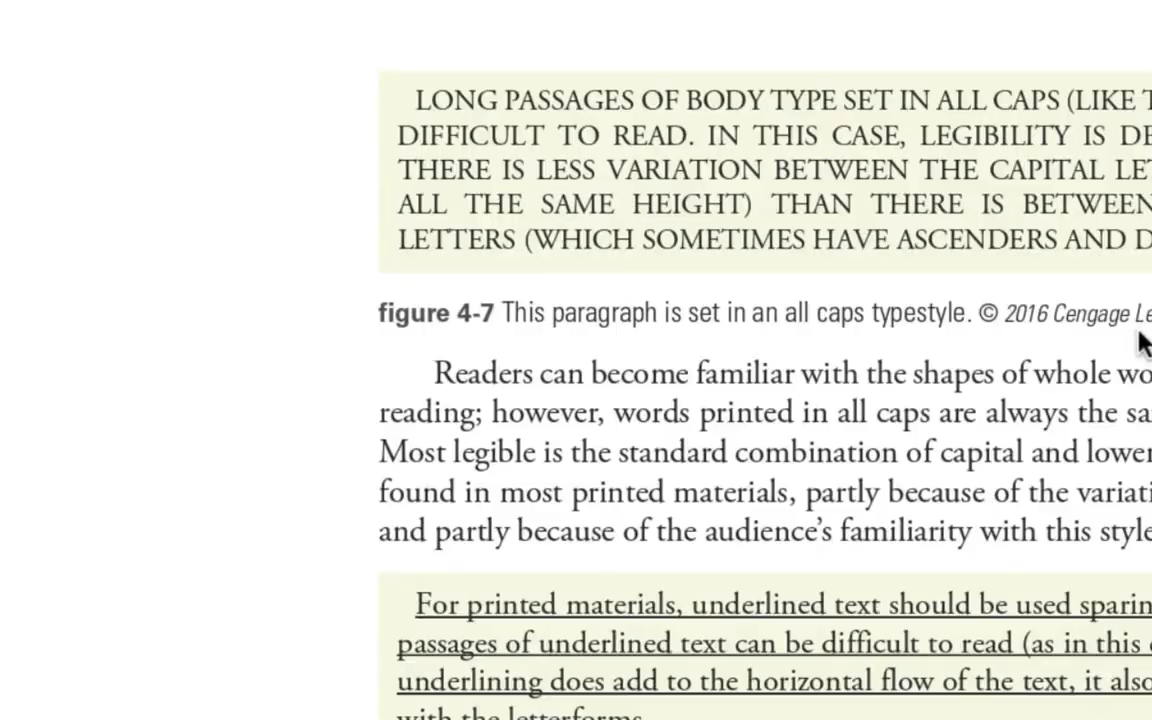 LONG PASSAGES OF BODY TYPE SET IN ALL CAPS (LIKE
DIFFICULT TO READ. IN THIS CASE, LEGIBILITY IS
THERE IS LESS VARIATION BETWEEN THE CAPITAL
ALL THE SAME HEIGHT) THAN THERE IS BETWEEN
LETTERS (WHICH SOMETIMES HAVE ASCENDERS AND
figure 4-7 This paragraph is set in an all caps typestyle. © 2016 Cengage
Readers can become familiar with the shapes of whole
reading; however, words printed in all caps are always the
Most legible is the standard combination of capital and
found in most printed materials, partly because of the
and partly because of the audience’s familiarity with this style
For printed materials, underlined text should be used
passages of underlined text can be difficult to read (as in this
underlining does add to the horizontal flow of the text, it also
with the letterforms.